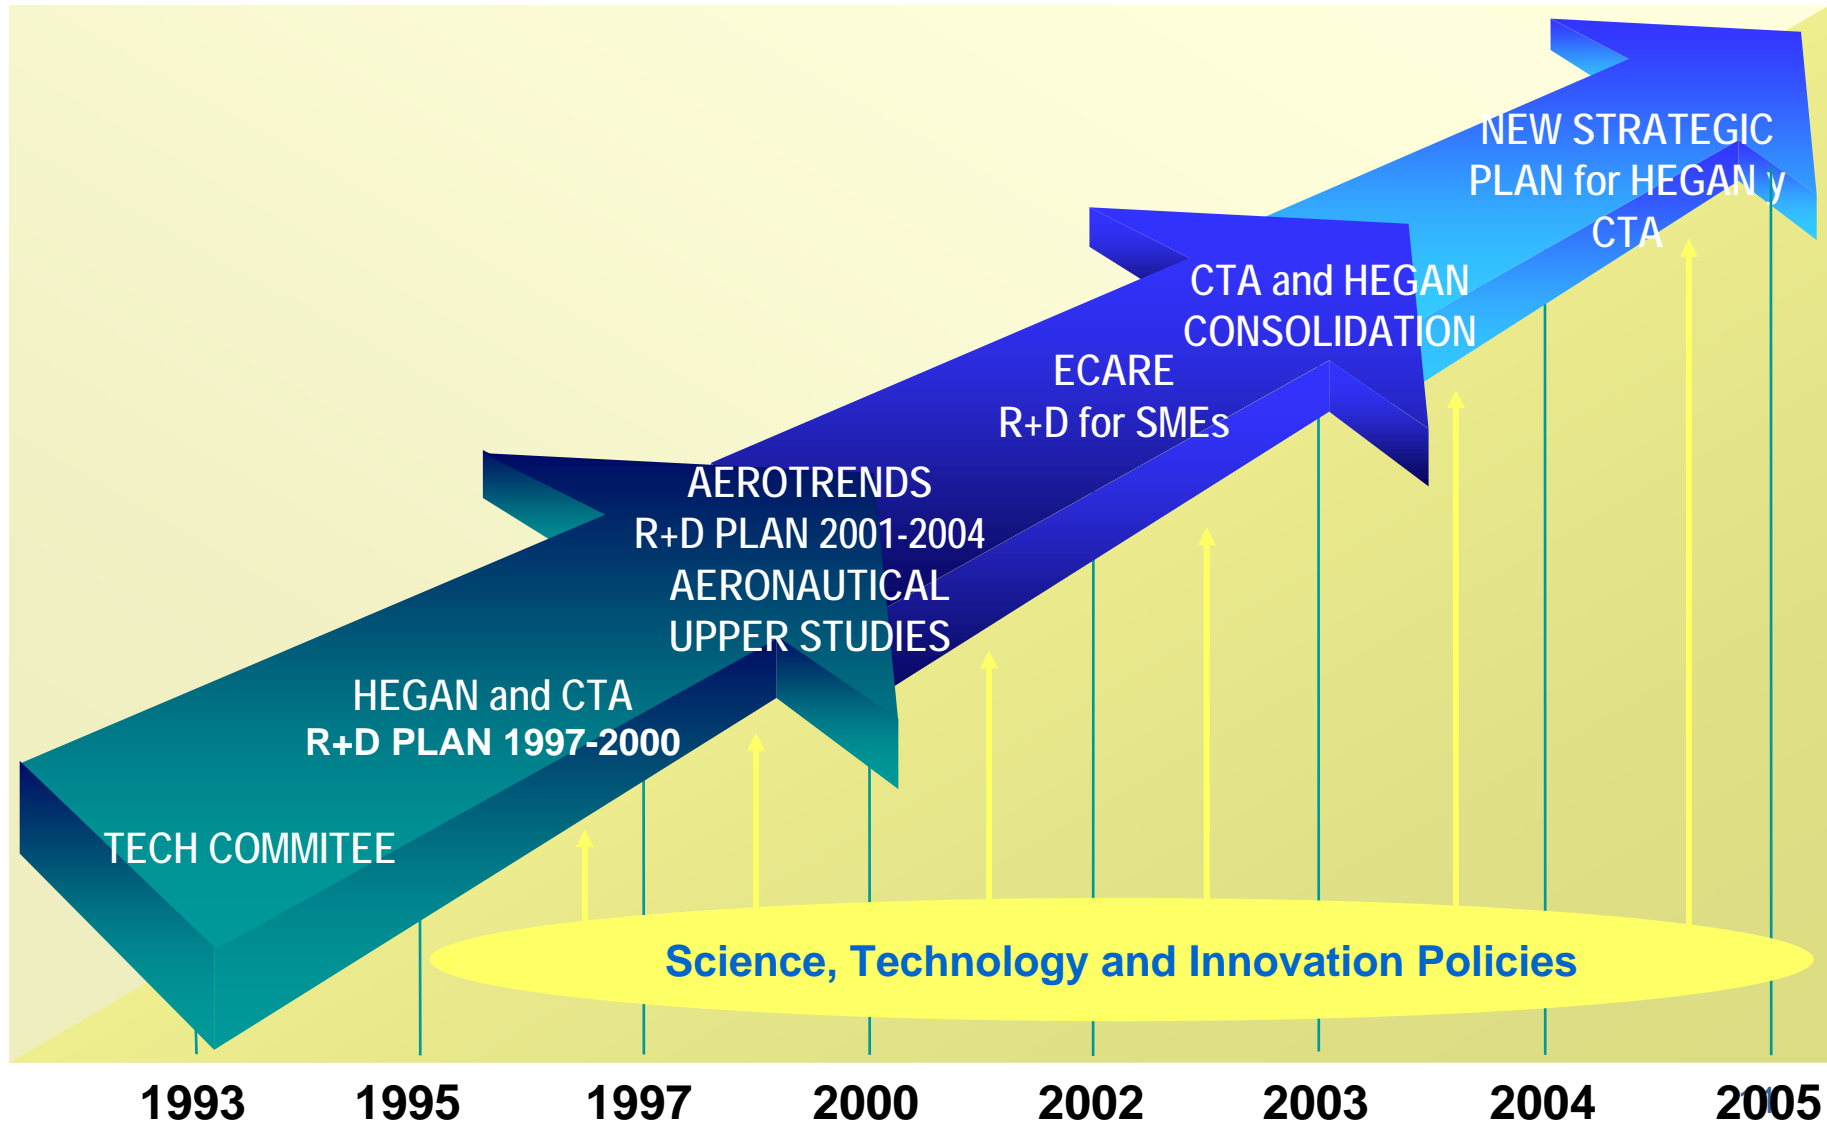 NEW STRATEGIC
PLAN for HEGAN y
CTA
CTA and HEGAN
CONSOLIDATION
ECARE
R+D for SMEs
AEROTRENDS
R+D PLAN 2001-2004
AERONAUTICAL
UPPER STUDIES
HEGAN and CTA
R+D PLAN 1997-2000
TECH COMMITEE
Science, Technology and Innovation Policies
1993 1995 1997 2000 2002 2003 2004 2005